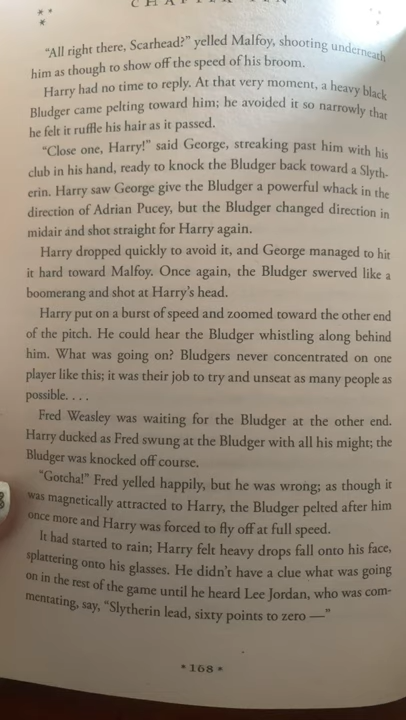 CHAPTER TEN
"All right there, Scarhead?" yelled Malfoy, shooting underneath
him as though to show off the speed of his broom.
Harry had no time to reply. At that very moment, a heavy black
Bludger came pelting toward him; he avoided it so narrowly that
he felt it ruffle his hair as it passed.
"Close one, Harry!" said George, streaking past him with his
club in his hand, ready to knock the Bludger back toward a Slyth-
erin. Harry saw George give the Bludger a powerful whack in the
direction of Adrian Pucey, but the Bludger changed direction in
midair and shot straight for Harry again.
Harry dropped quickly to avoid it, and George managed to hit
it hard toward Malfoy. Once again, the Bludger swerved like a
boomerang and shot at Harry's head.
Harry put on a burst of speed and zoomed toward the other end
of the pitch. He could hear the Bludger whistling along behind
him. What was going on? Bludgers never concentrated on one
player like this; it was their job to try and unseat as many people as
possible. . . .
Fred Weasley was waiting for the Bludger at the other end.
Harry ducked as Fred swung at the Bludger with all his might; the
Bludger was knocked off course.
"Gotcha!" Fred yelled happily, but he was wrong; as though it
was magnetically attracted to Harry, the Bludger pelted after him
once more and Harry was forced to fly off at full speed.
It had started to rain; Harry felt heavy drops fall onto his face,
splattering onto his glasses. He didn't have a clue what was going
on in the rest of the game until he heard Lee Jordan, who was com-
mentating, say, "Slytherin lead, sixty points to zero —"
* 168 *